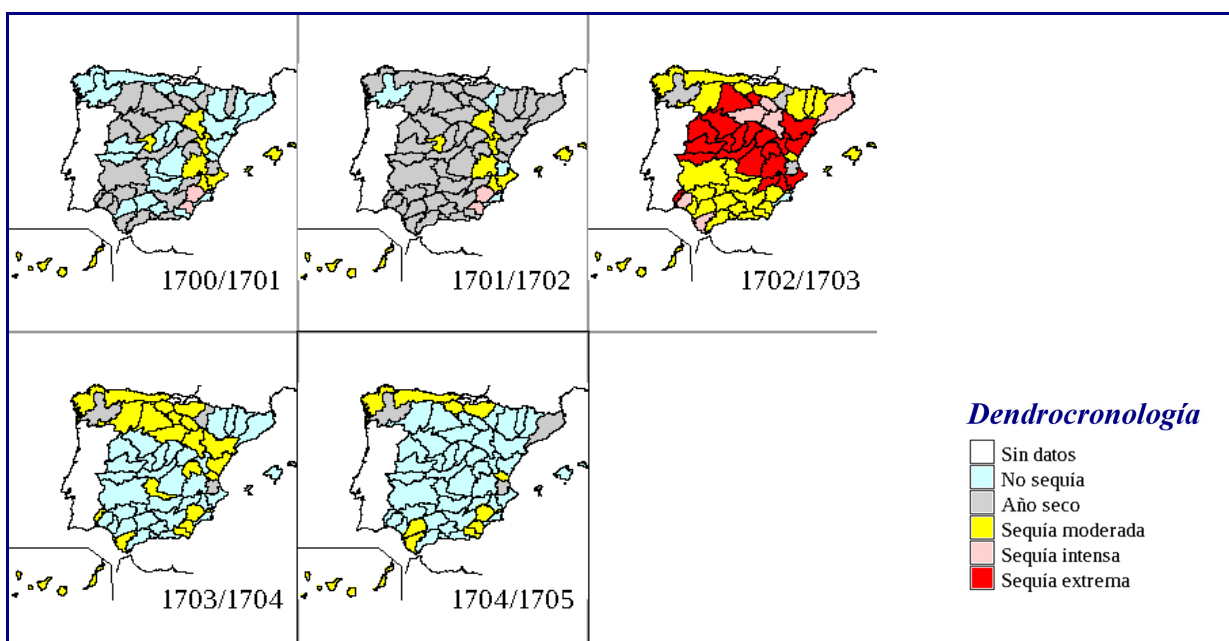 1700/1701
1701/1702
1702/1703
1703/1704
1704/1705
Dendrocronología
Sin datos
No sequía
Año seco
Sequía moderada
Sequía intensa
Sequía extrema